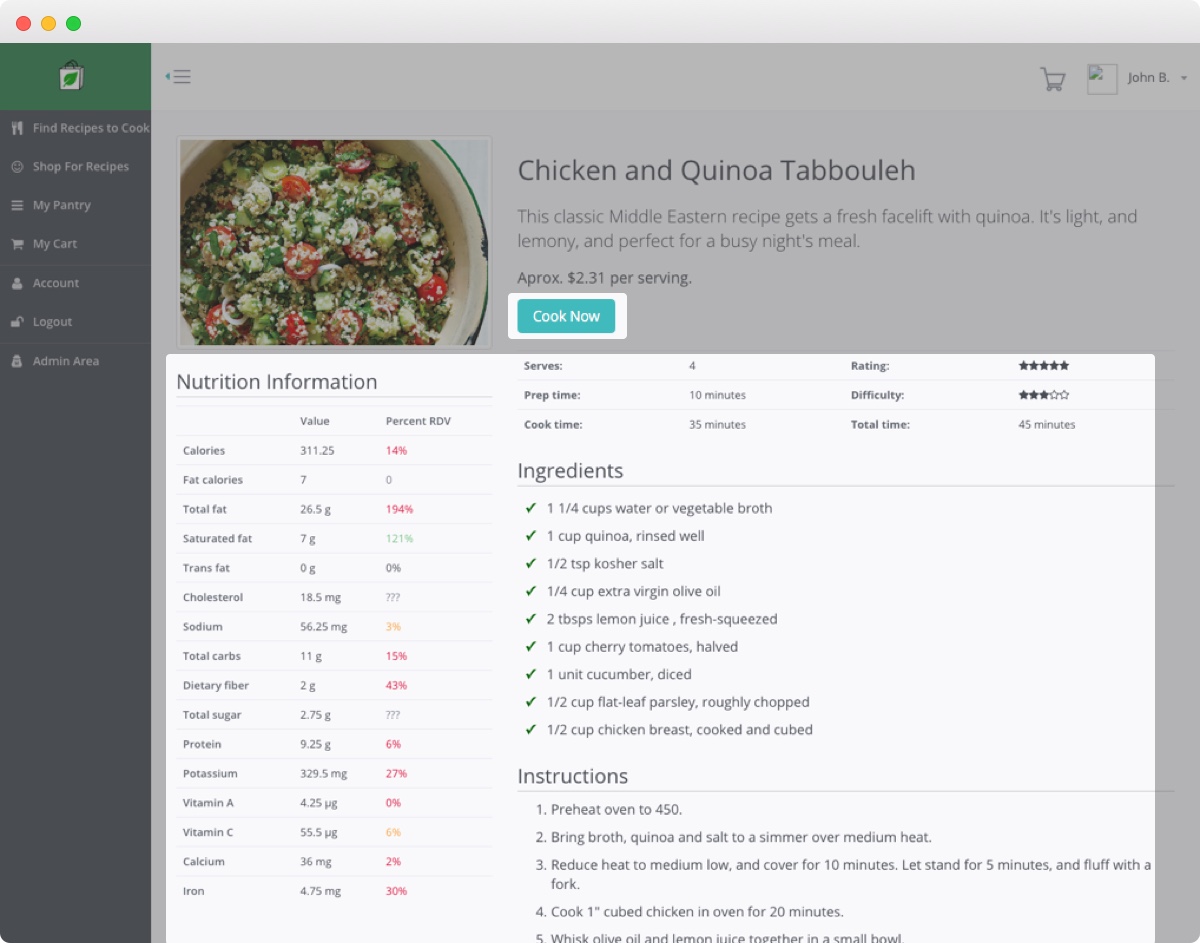 John B.
Find Recipes to Cook
Shop For Recipes
My Pantry
My Cart
Account
Logout
Admin Area
Chicken and Quinoa Tabbouleh
This classic Middle Eastern recipe gets a fresh facelift with quinoa. It's light, and
lemony, and perfect for a busy night's meal.
Aprox. $2.31 per serving.
Cook Now
Nutrition Information
Value Percent RDV
Calories 311.25 14%
Fat calories 7 0
Total fat 26.5 g 194%
Saturated fat 7 g 121%
Trans fat 0 g 0%
Cholesterol 18.5 mg ???
Sodium 56.25 mg 3%
Total carbs 11 g 15%
Dietary fiber 2 g 43%
Total sugar 2.75 g ???
Protein 9.25 g 6%
Potassium 329.5 mg 27%
Vitamin A 4.25 µg 0%
Vitamin C 55.5 µg 6%
Calcium 36 mg 2%
Iron 4.75 mg 30%
Serves: 4 Rating: ★★★★★
Prep time: 10 minutes Difficulty: ★★★☆☆
Cook time: 35 minutes Total time: 45 minutes
Ingredients
✓ 1 1/4 cups water or vegetable broth
✓ 1 cup quinoa, rinsed well
✓ 1/2 tsp kosher salt
✓ 1/4 cup extra virgin olive oil
✓ 2 tbsps lemon juice , fresh-squeezed
✓ 1 cup cherry tomatoes, halved
✓ 1 unit cucumber, diced
✓ 1/2 cup flat-leaf parsley, roughly chopped
✓ 1/2 cup chicken breast, cooked and cubed
Instructions
1. Preheat oven to 450.
2. Bring broth, quinoa and salt to a simmer over medium heat.
3. Reduce heat to medium low, and cover for 10 minutes. Let stand for 5 minutes, and fluff with a
fork.
4. Cook 1" cubed chicken in oven for 20 minutes.
5. Whisk olive oil and lemon juice together in a small bowl.